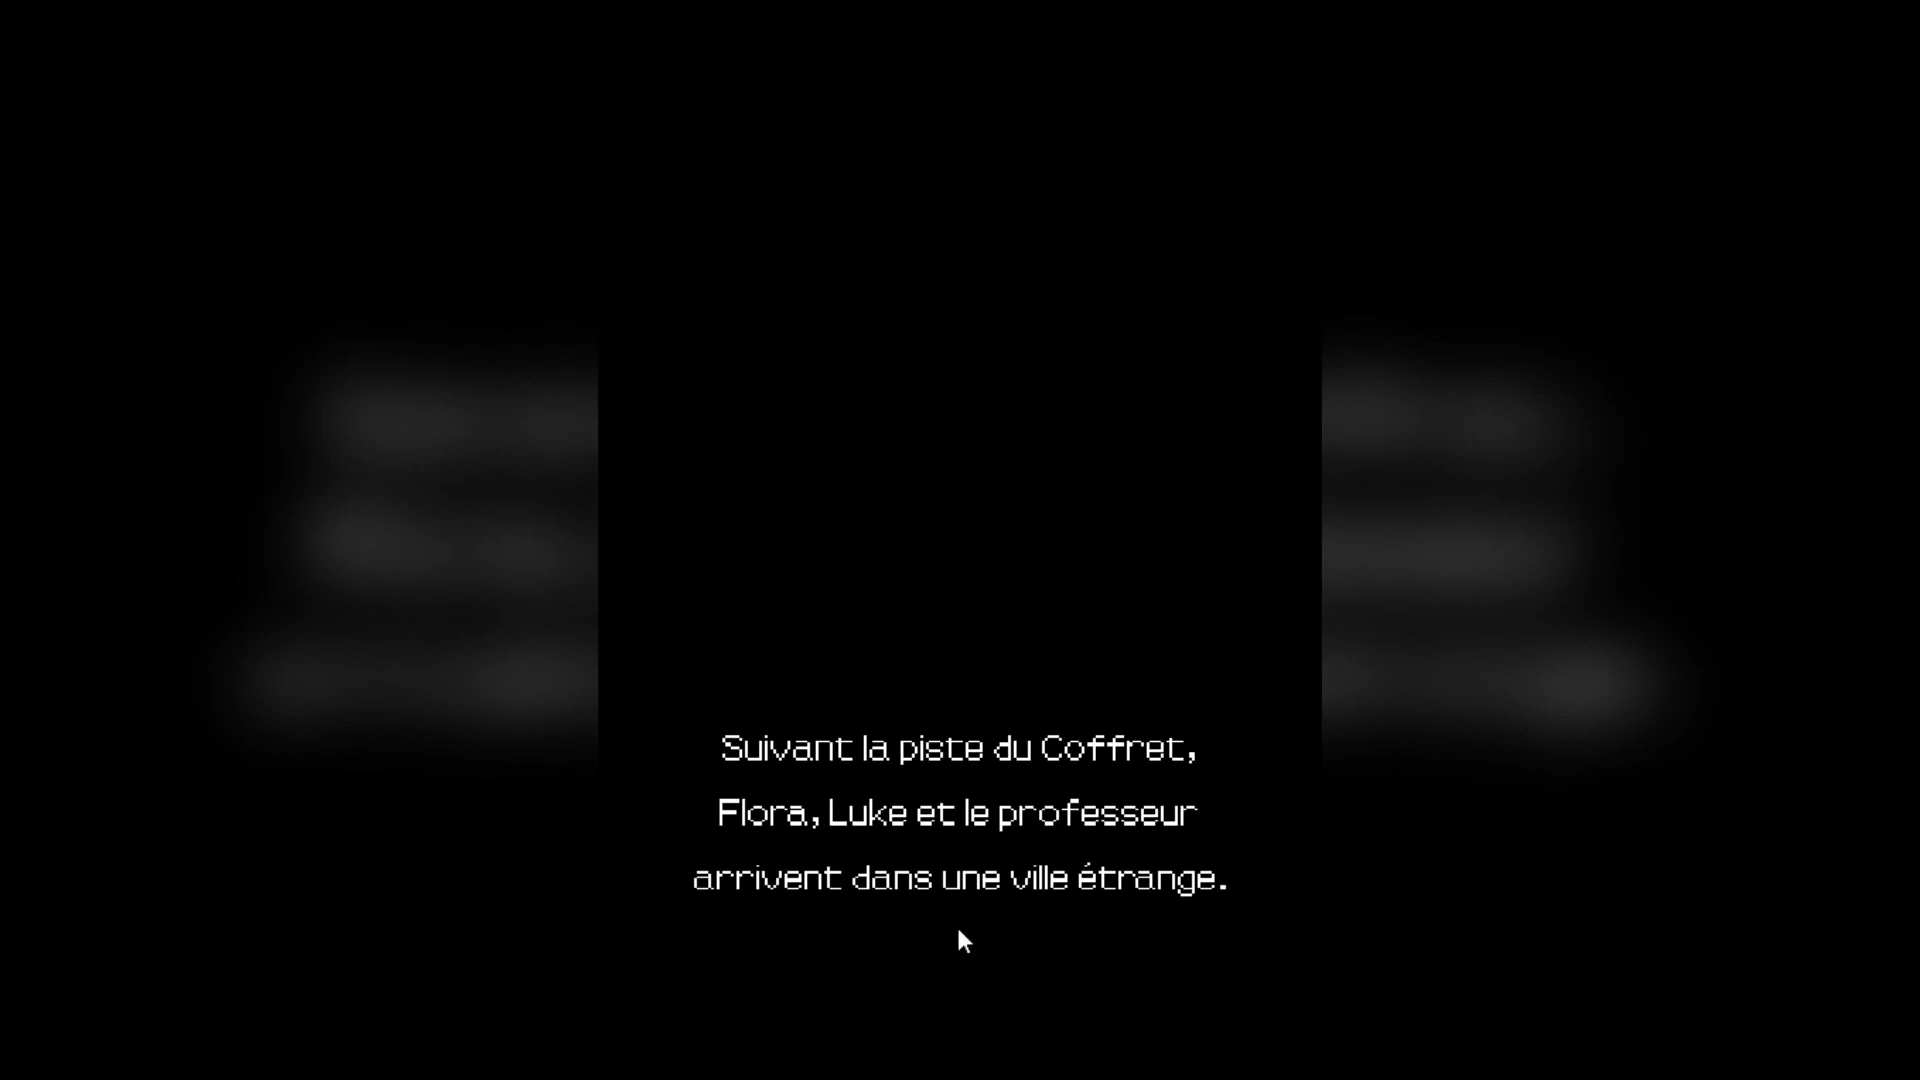 Suivant la piste du Coffret,
Flora, Luke et le professeur
arrivent dans une ville étrange.